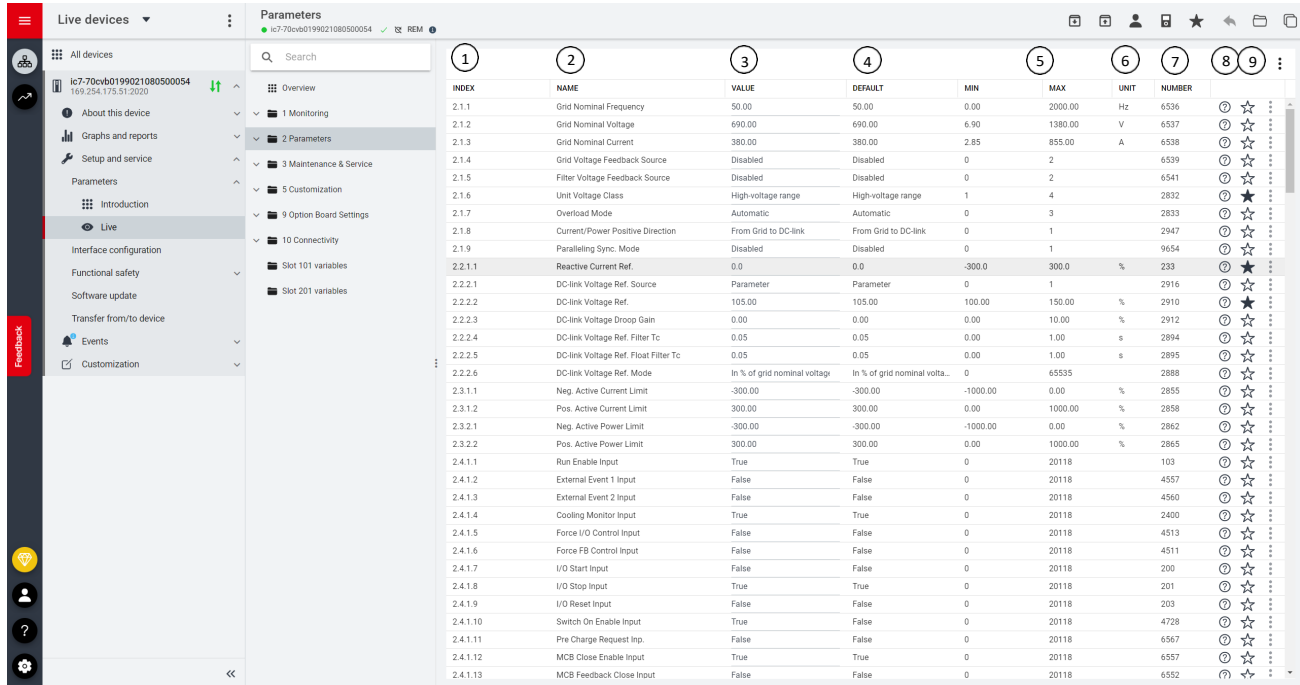 Live devices
Parameters
ic7-70cvb0199021080500054 REM
All devices
ic7-70cvb0199021080500054
169.254.175.51:2020
About this device
Graphs and reports
Setup and service
Parameters
Introduction
Live
Interface configuration
Functional safety
Software update
Transfer from/to device
Events
Customization
Feedback
Search
Overview
1 Monitoring
2 Parameters
3 Maintenance & Service
5 Customization
9 Option Board Settings
10 Connectivity
Slot 101 variables
Slot 201 variables
1 2 3 4 5 6 7 8 9
INDEX NAME VALUE DEFAULT MIN MAX UNIT NUMBER
2.1.1 Grid Nominal Frequency 50.00 50.00 0.00 2000.00 Hz 6536
2.1.2 Grid Nominal Voltage 690.00 690.00 6.90 1380.00 V 6537
2.1.3 Grid Nominal Current 380.00 380.00 2.85 855.00 A 6538
2.1.4 Grid Voltage Feedback Source Disabled Disabled 0 2 6539
2.1.5 Filter Voltage Feedback Source Disabled Disabled 0 2 6541
2.1.6 Unit Voltage Class High-voltage range High-voltage range 1 4 2832
2.1.7 Overload Mode Automatic Automatic 0 3 2833
2.1.8 Current/Power Positive Direction From Grid to DC-link From Grid to DC-link 0 1 2947
2.1.9 Paralleling Sync. Mode Disabled Disabled 0 1 9654
2.2.1.1 Reactive Current Ref. 0.0 0.0 -300.0 300.0 % 233
2.2.2.1 DC-link Voltage Ref. Source Parameter Parameter 0 1 2916
2.2.2.2 DC-link Voltage Ref. 105.00 105.00 100.00 150.00 % 2910
2.2.2.3 DC-link Voltage Droop Gain 0.00 0.00 0.00 10.00 % 2912
2.2.2.4 DC-link Voltage Ref. Filter Tc 0.05 0.05 0.00 1.00 s 2894
2.2.2.5 DC-link Voltage Ref. Float Filter Tc 0.05 0.05 0.00 1.00 s 2895
2.2.2.6 DC-link Voltage Ref. Mode In % of grid nominal voltage In % of grid nominal volta... 0 65535 2888
2.3.1.1 Neg. Active Current Limit -300.00 -300.00 -1000.00 0.00 % 2855
2.3.1.2 Pos. Active Current Limit 300.00 300.00 0.00 1000.00 % 2858
2.3.2.1 Neg. Active Power Limit -300.00 -300.00 -1000.00 0.00 % 2862
2.3.2.2 Pos. Active Power Limit 300.00 300.00 0.00 1000.00 % 2865
2.4.1.1 Run Enable Input True True 0 20118 103
2.4.1.2 External Event 1 Input False False 0 20118 4557
2.4.1.3 External Event 2 Input False False 0 20118 4560
2.4.1.4 Cooling Monitor Input True True 0 20118 2400
2.4.1.5 Force I/O Control Input False False 0 20118 4513
2.4.1.6 Force FB Control Input False False 0 20118 4511
2.4.1.7 I/O Start Input False False 0 20118 200
2.4.1.8 I/O Stop Input True True 0 20118 201
2.4.1.9 I/O Reset Input False False 0 20118 203
2.4.1.10 Switch On Enable Input True True 0 20118 4728
2.4.1.11 Pre Charge Request Inp. False False 0 20118 6567
2.4.1.12 MCB Close Enable Input True True 0 20118 6557
2.4.1.13 MCB Feedback Close Input False False 0 20118 6552